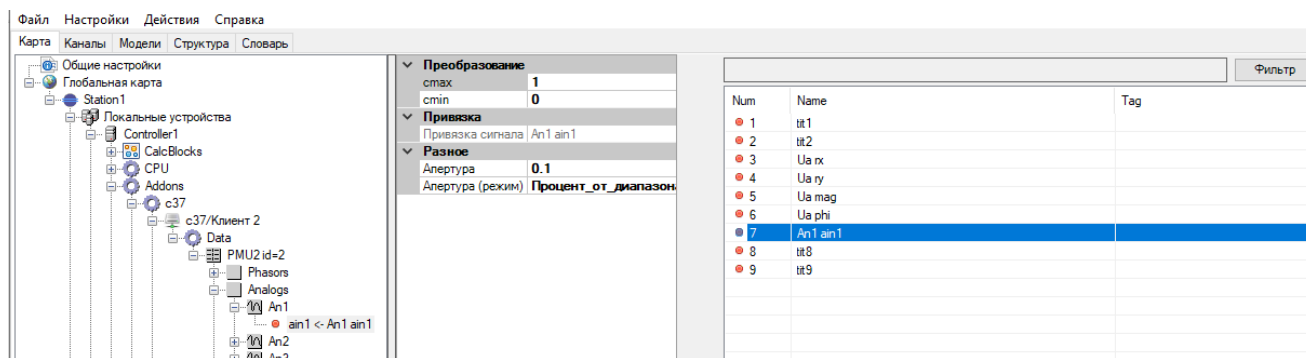 Файл Настройки Действия Справка
Карта Каналы Модели Структура Словарь
Общие настройки
Глобальная карта
Station1
Локальные устройства
Controller1
CalcBlocks
CPU
Addons
c37
c37/Клиент 2
Data
PMU2 id=2
Phasors
Analogs
An1
ain1 <- An1 ain1
An2
Преобразование
cmax 1
cmin 0
Привязка
Привязка сигнала An1 ain1
Разное
Апертура 0.1
Апертура (режим) Процент_от_диапазон
Фильтр
Num Name Tag
1 tit1
2 tit2
3 Ua rx
4 Ua ry
5 Ua mag
6 Ua phi
7 An1 ain1
8 tit8
9 tit9